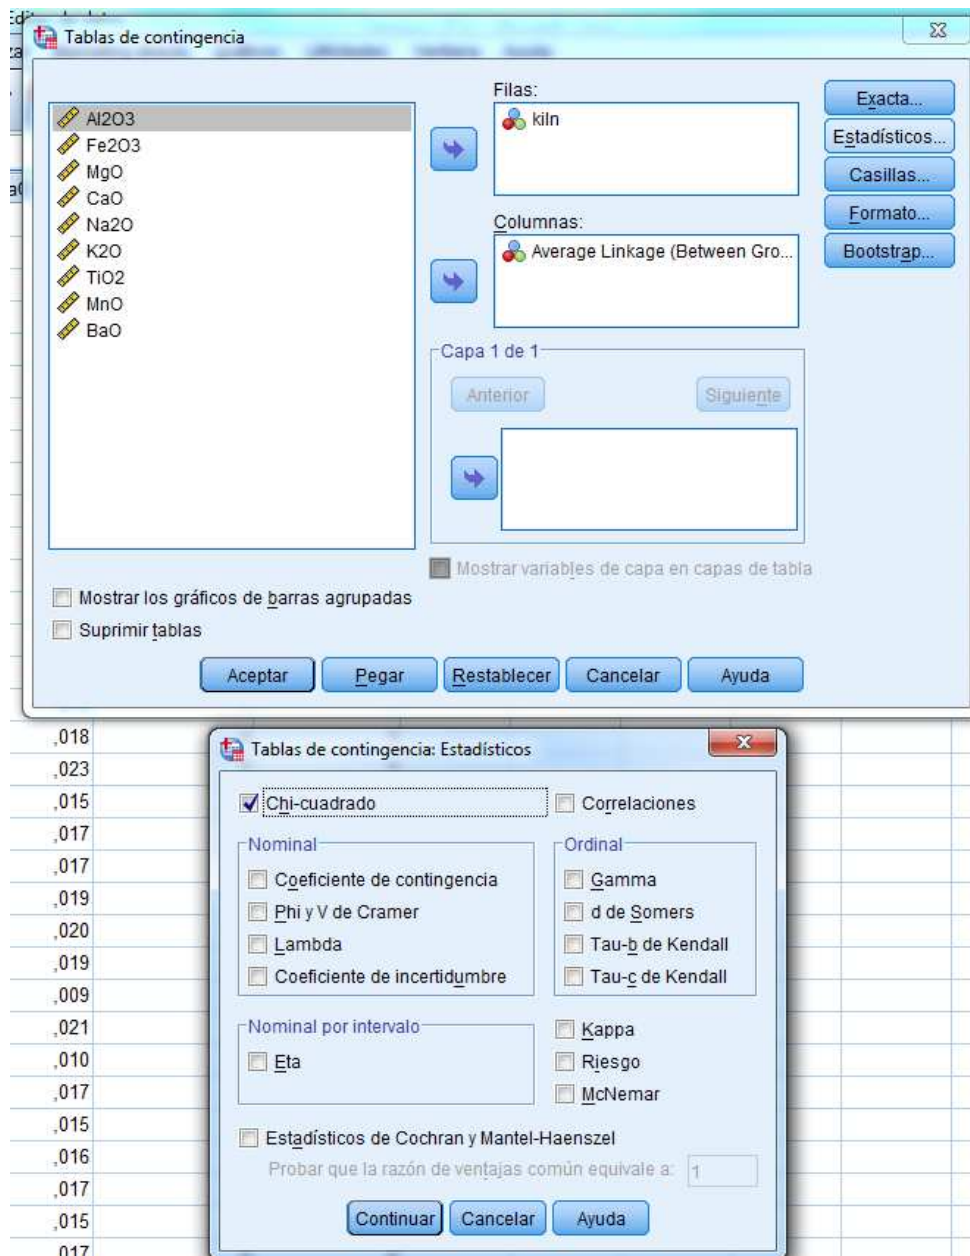 Tablas de contingencia
Al2O3
Fe2O3
MgO
CaO
Na2O
K2O
TiO2
MnO
BaO
Filas:
kiln
Columnas:
Average Linkage (Between Gro...
Capa 1 de 1
Anterior
Siguiente
Mostrar variables de capa en capas de tabla
Exacta...
Estadísticos...
Casillas...
Formato...
Bootstrap...
Mostrar los gráficos de barras agrupadas
Suprimir tablas
Aceptar
Pegar
Restablecer
Cancelar
Ayuda
,018
,023
,015
,017
,017
,019
,020
,019
,009
,021
,010
,017
,015
,016
,017
,015
,017
Tablas de contingencia: Estadísticos
Chi-cuadrado
Correlaciones
Nominal
Coeficiente de contingencia
Phi y V de Cramer
Lambda
Coeficiente de incertidumbre
Ordinal
Gamma
d de Somers
Tau-b de Kendall
Tau-c de Kendall
Nominal por intervalo
Eta
Kappa
Riesgo
McNemar
Estadísticos de Cochran y Mantel-Haenszel
Probar que la razón de ventajas común equivale a: 1
Continuar
Cancelar
Ayuda